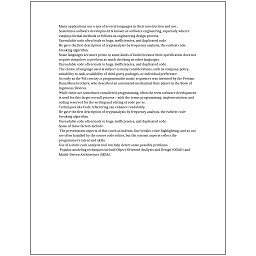 Many applications use a mix of several languages in their construction and use.
Sometimes software development is known as software engineering, especially when it
employs formal methods or follows an engineering design process.
Unreadable code often leads to bugs, inefficiencies, and duplicated code.
He gave the first description of cryptanalysis by frequency analysis, the earliest code
breaking algorithm.
Some languages are more prone to some kinds of faults because their specification does not
require compilers to perform as much checking as other languages.
Unreadable code often leads to bugs, inefficiencies, and duplicated code.
The choice of language used is subject to many considerations, such as company policy,
suitability to task, availability of third-party packages, or individual preference.
As early as the 9th century, a programmable music sequencer was invented by the Persian
Banu Musa brothers, who described an automated mechanical flute player in the Book of
Ingenious Devices.
While these are sometimes considered programming, often the term software development
is used for this larger overall process – with the terms programming, implementation, and
coding reserved for the writing and editing of code per se.
Techniques like Code refactoring can enhance readability.
He gave the first description of cryptanalysis by frequency analysis, the earliest code
breaking algorithm.
Unreadable code often leads to bugs, inefficiencies, and duplicated code.
Some of these factors include:
The presentation aspects of this (such as indents, line breaks, color highlighting, and so on)
are often handled by the source code editor, but the content aspects reflect the
programmer's talent and skills.
Use of a static code analysis tool can help detect some possible problems.
Popular modeling techniques include Object-Oriented Analysis and Design (OOAD) and
Model-Driven Architecture (MDA).